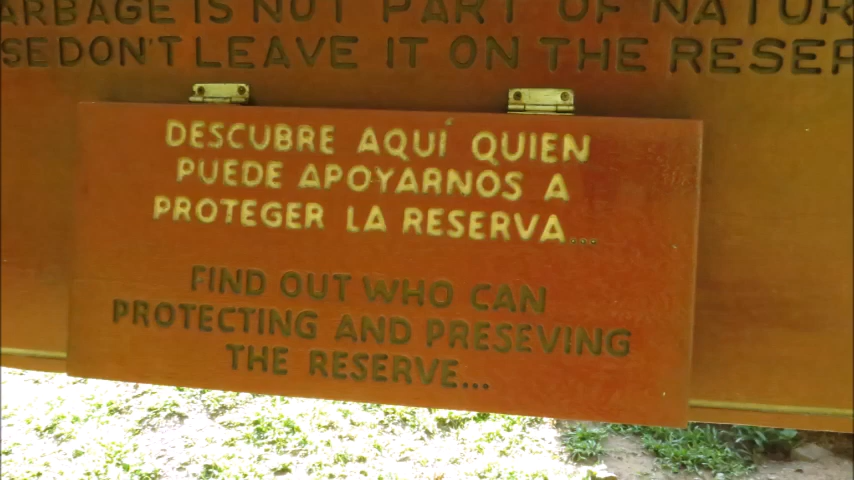 ARBAGE IS NOT PART OF NATUR
SE DON'T LEAVE IT ON THE RESER
DESCUBRE AQUÍ QUIEN
PUEDE APOYARNOS A
PROTEGER LA RESERVA...
FIND OUT WHO CAN
PROTECTING AND PRESEVING
THE RESERVE...